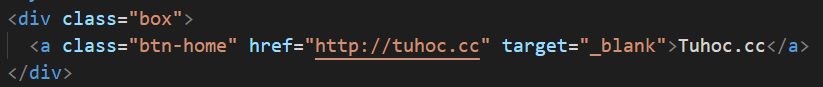 <div class="box">
<a class="btn-home" href="http://tuhoc.cc" target="_blank">Tuhoc.cc</a>
</div>